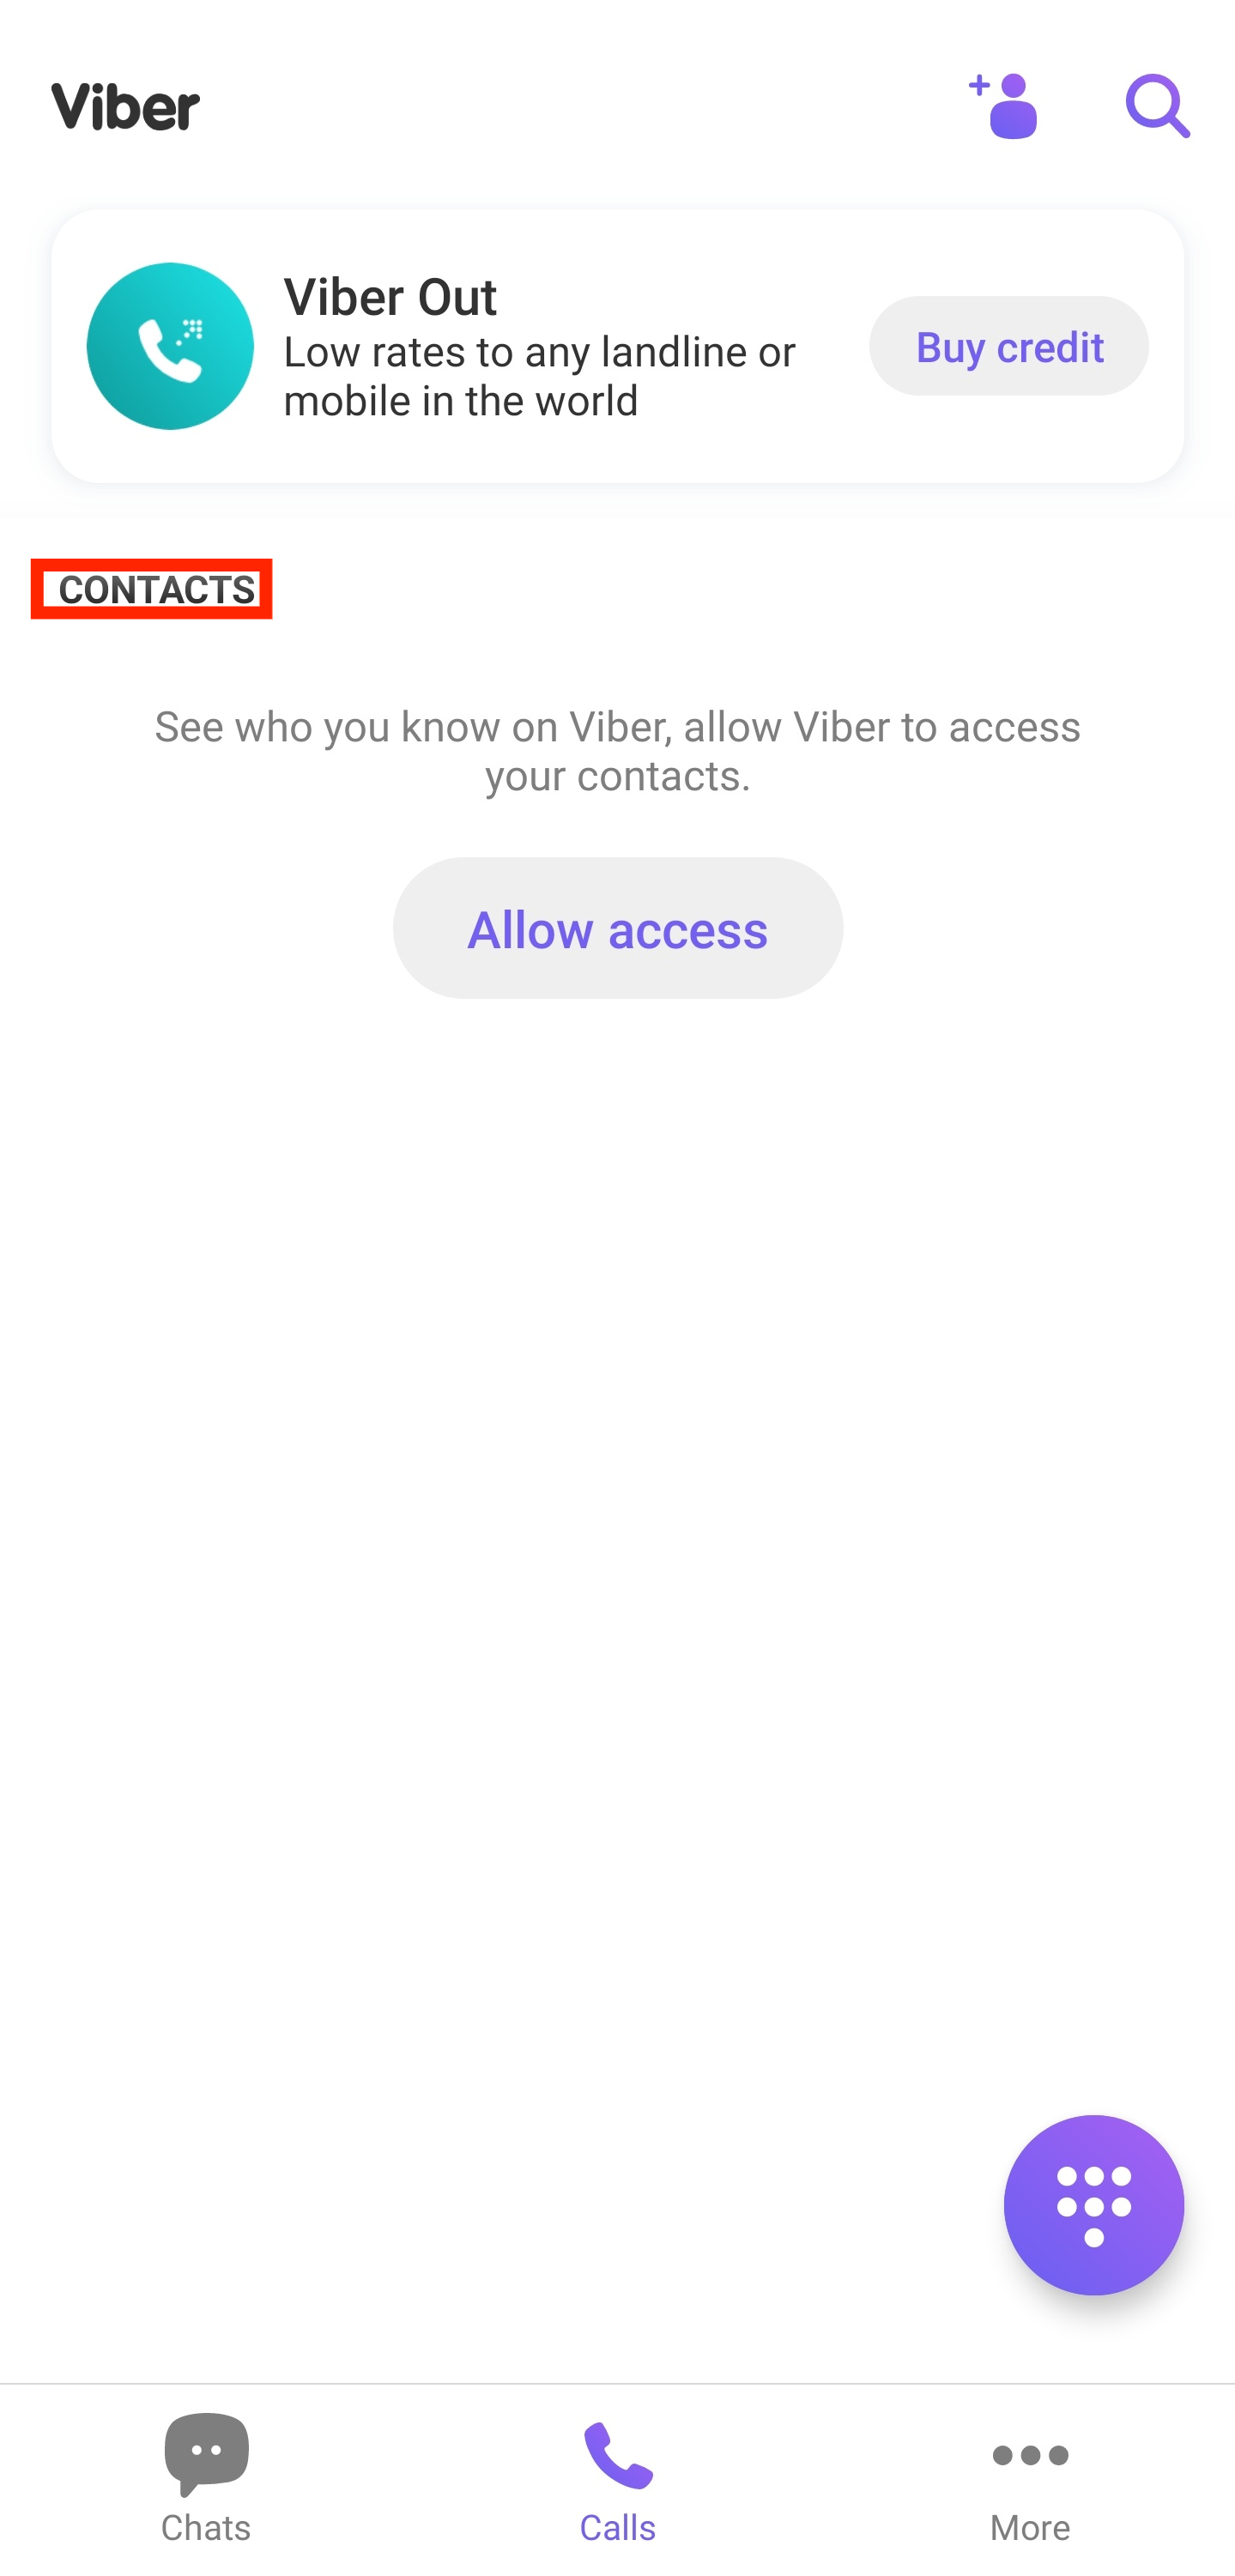 Viber
Viber Out
Low rates to any landline or
mobile in the world
Buy credit
CONTACTS
See who you know on Viber, allow Viber to access
your contacts.
Allow access
Chats
Calls
More